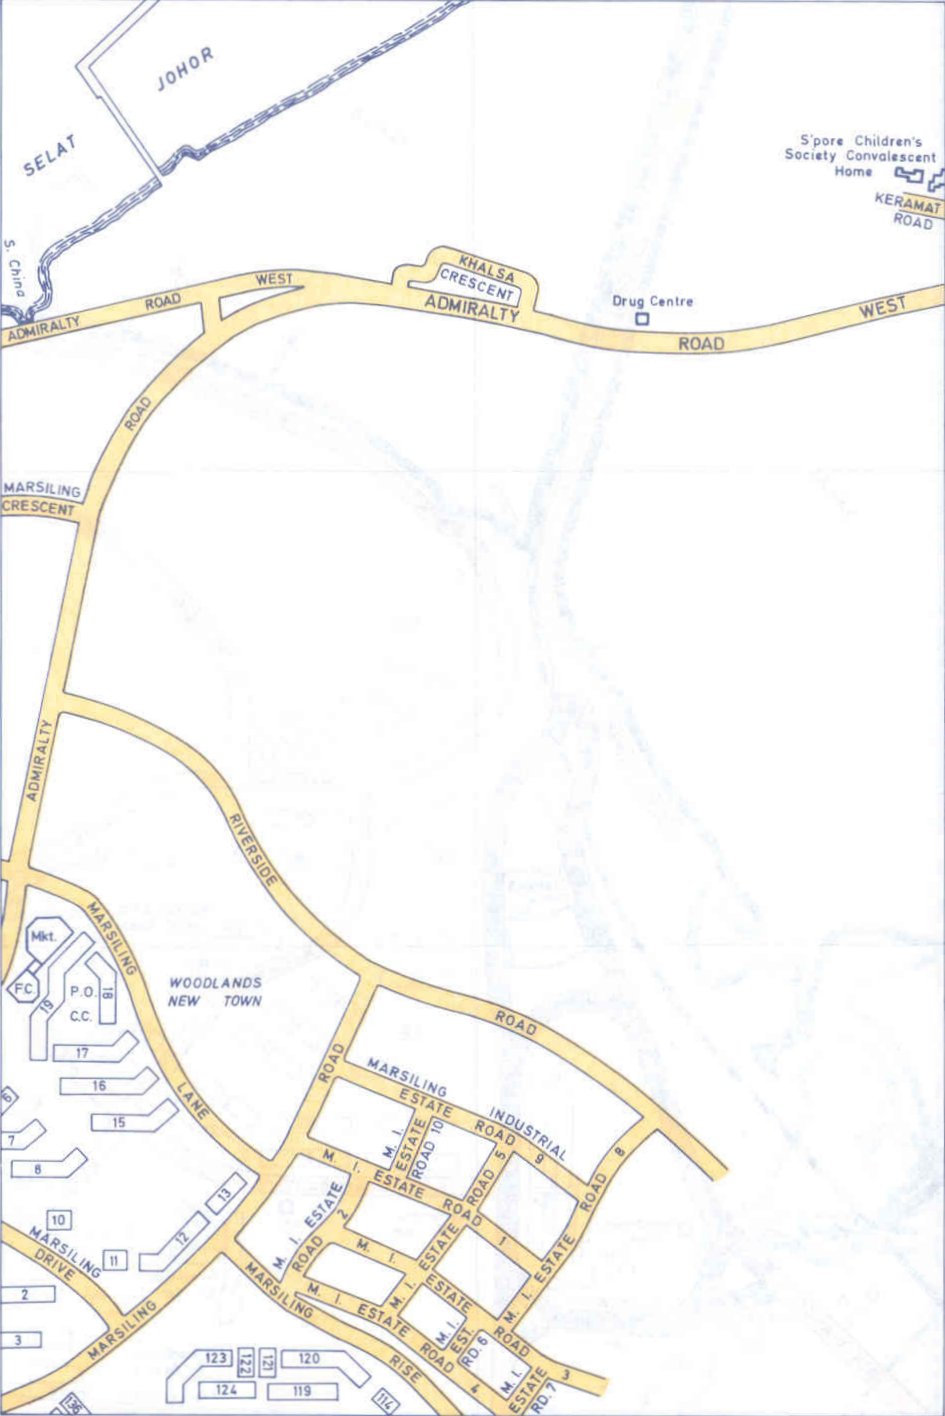 SELAT
JOHOR
S'pore Children's
Society Convalescent
Home
KERAMAT
ROAD
S. China
KHALSA
CRESCENT
ADMIRALTY ROAD WEST
ADMIRALTY
ROAD
WEST
Drug Centre
ROAD
MARSILING
CRESCENT
ADMIRALTY
RIVERSIDE
ROAD
MARSILING
LANE
Mkt.
F.C.
P.O.
C.C.
19
18
17
16
15
WOODLANDS
NEW TOWN
ROAD
MARSILING INDUSTRIAL
ESTATE ROAD 9
M. I.
ESTATE
ROAD 10
M. I. ESTATE ROAD 5
M. I. ESTATE ROAD 8
M. I. ESTATE ROAD 1
M. I. ESTATE
ROAD 2
M. I. ESTATE ROAD 3
M. I. ESTATE ROAD 4
M. I.
EST.
RD. 6
M. I.
ESTATE
RD. 7
6
7
8
10
11
12
13
MARSILING
DRIVE
2
3
MARSILING
MARSILING
RISE
123
122
121
120
124
119
114
136